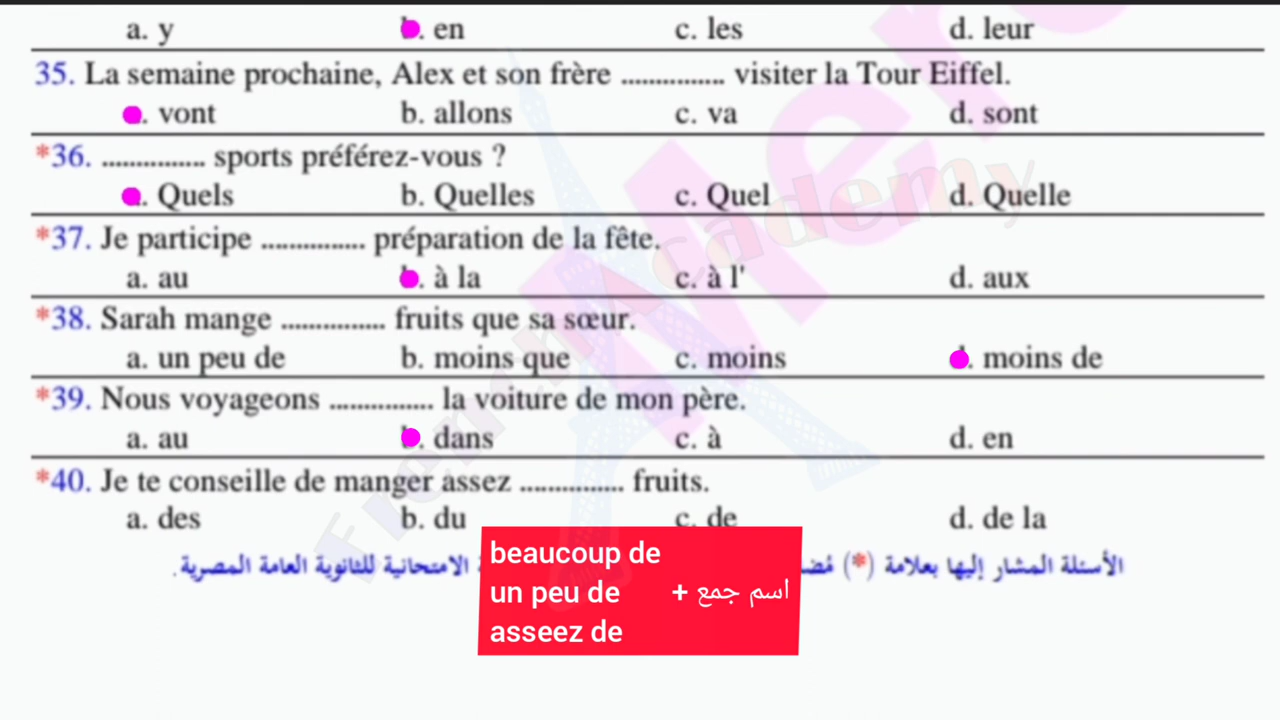 a. y b. en c. les d. leur
35. La semaine prochaine, Alex et son frère ............... visiter la Tour Eiffel.
. vont b. allons c. va d. sont
*36. ............... sports préférez-vous ?
. Quels b. Quelles c. Quel d. Quelle
*37. Je participe ............... préparation de la fête.
a. au . à la c. à l' d. aux
*38. Sarah mange ............... fruits que sa sœur.
a. un peu de b. moins que c. moins . moins de
*39. Nous voyageons ............... la voiture de mon père.
a. au . dans c. à d. en
*40. Je te conseille de manger assez ............... fruits.
a. des b. du c. de d. de la
الأسئلة المشار إليها بعلامة (*) الامتحانية للثانوية العامة المصرية.
beaucoup de
un peu de + اسم جمع
asseez de
French Academy
Merc